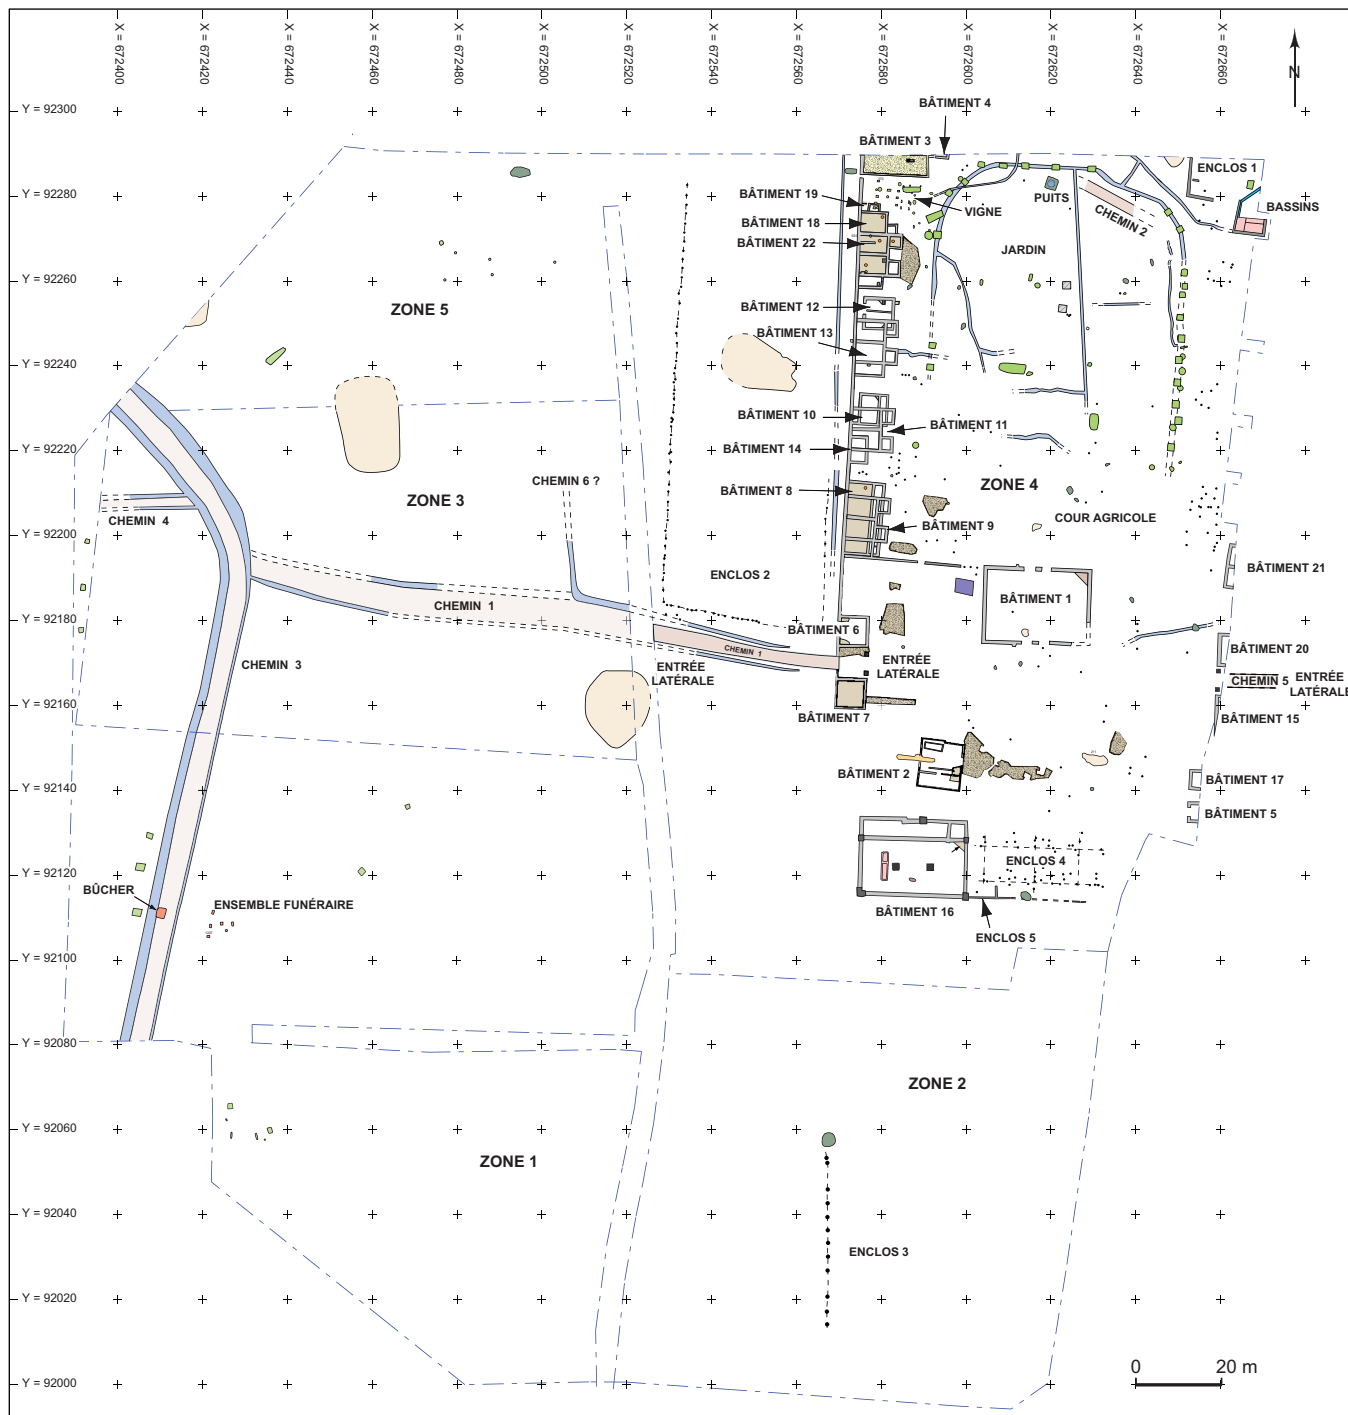 X = 672400
X = 672420
X = 672440
X = 672460
X = 672480
X = 672500
X = 672520
X = 672540
X = 672560
X = 672580
X = 672600
X = 672620
X = 672640
X = 672660
N
Y = 92300
Y = 92280
Y = 92260
Y = 92240
Y = 92220
Y = 92200
Y = 92180
Y = 92160
Y = 92140
Y = 92120
Y = 92100
Y = 92080
Y = 92060
Y = 92040
Y = 92020
Y = 92000
BÂTIMENT 4
BÂTIMENT 3
ENCLOS 1
BÂTIMENT 19
PUITS
BASSINS
VIGNE
CHEMIN 2
BÂTIMENT 18
BÂTIMENT 22
JARDIN
ZONE 5
BÂTIMENT 12
BÂTIMENT 13
BÂTIMENT 10
BÂTIMENT 11
BÂTIMENT 14
CHEMIN 6 ?
ZONE 3
BÂTIMENT 8
ZONE 4
CHEMIN 4
COUR AGRICOLE
BÂTIMENT 9
ENCLOS 2
BÂTIMENT 21
BÂTIMENT 1
CHEMIN 1
BÂTIMENT 6
CHEMIN 1
BÂTIMENT 20
CHEMIN 3
ENTRÉE
LATÉRALE
ENTRÉE
LATÉRALE
CHEMIN 5
ENTRÉE
LATÉRALE
BÂTIMENT 7
BÂTIMENT 15
BÂTIMENT 2
BÂTIMENT 17
BÂTIMENT 5
ENCLOS 4
BÛCHER
ENSEMBLE FUNÉRAIRE
BÂTIMENT 16
ENCLOS 5
ZONE 2
ZONE 1
ENCLOS 3
0
20 m